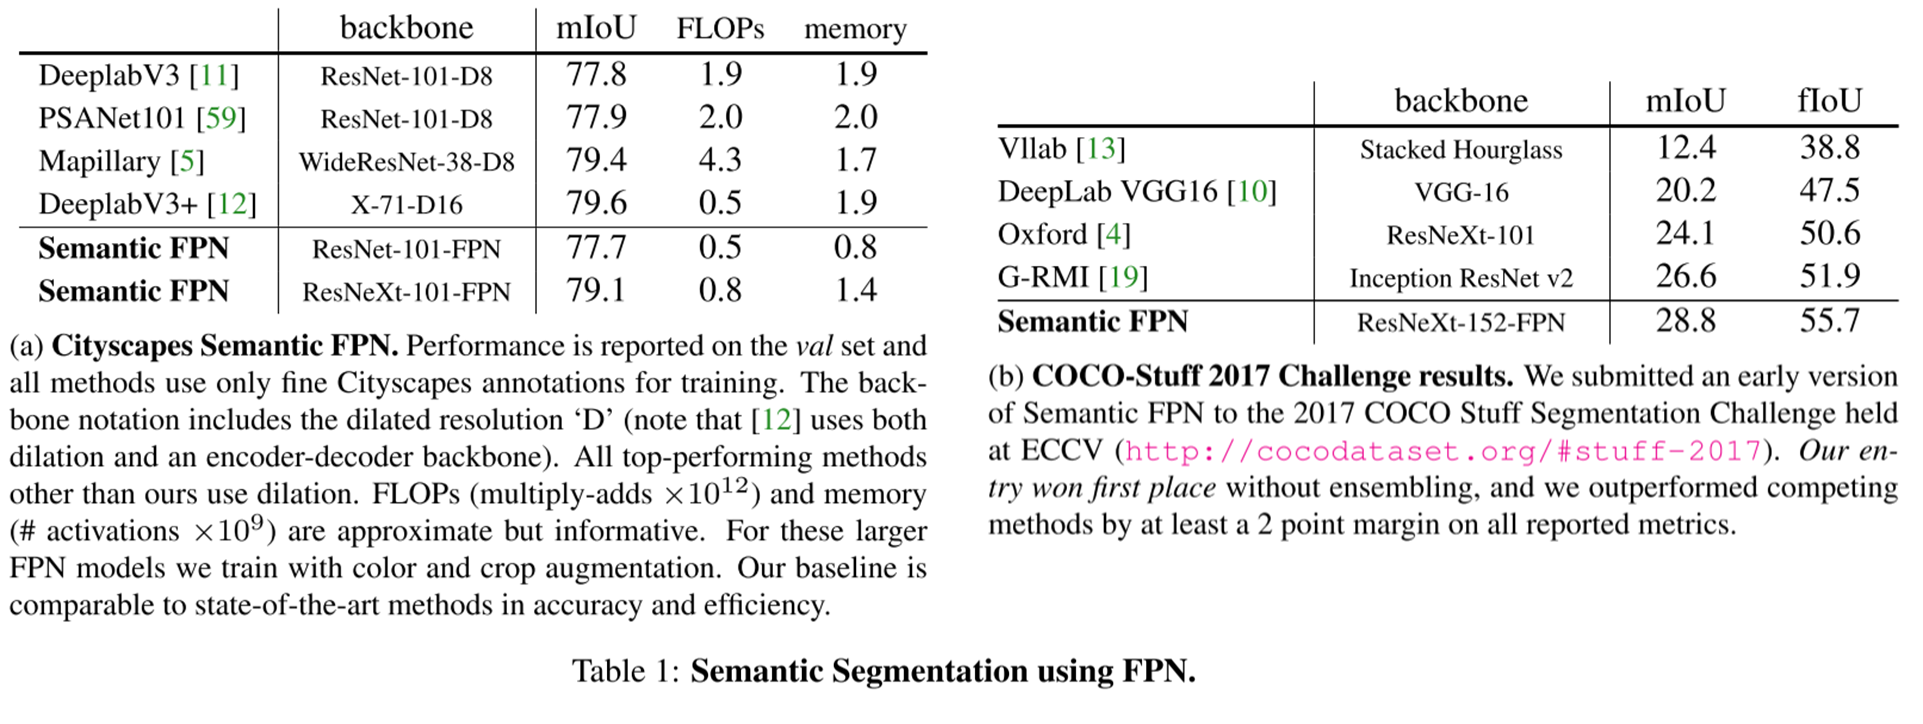 backbone mIoU FLOPs memory
DeeplabV3 [11] ResNet-101-D8 77.8 1.9 1.9
PSANet101 [59] ResNet-101-D8 77.9 2.0 2.0
Mapillary [5] WideResNet-38-D8 79.4 4.3 1.7
DeeplabV3+ [12] X-71-D16 79.6 0.5 1.9
Semantic FPN ResNet-101-FPN 77.7 0.5 0.8
Semantic FPN ResNeXt-101-FPN 79.1 0.8 1.4
(a) Cityscapes Semantic FPN. Performance is reported on the val set and
all methods use only fine Cityscapes annotations for training. The back-
bone notation includes the dilated resolution ‘D’ (note that [12] uses both
dilation and an encoder-decoder backbone). All top-performing methods
other than ours use dilation. FLOPs (multiply-adds ×10¹²) and memory
(# activations ×10⁹) are approximate but informative. For these larger
FPN models we train with color and crop augmentation. Our baseline is
comparable to state-of-the-art methods in accuracy and efficiency.
backbone mIoU fIoU
Vllab [13] Stacked Hourglass 12.4 38.8
DeepLab VGG16 [10] VGG-16 20.2 47.5
Oxford [4] ResNeXt-101 24.1 50.6
G-RMI [19] Inception ResNet v2 26.6 51.9
Semantic FPN ResNeXt-152-FPN 28.8 55.7
(b) COCO-Stuff 2017 Challenge results. We submitted an early version
of Semantic FPN to the 2017 COCO Stuff Segmentation Challenge held
at ECCV (http://cocodataset.org/#stuff-2017). Our en-
try won first place without ensembling, and we outperformed competing
methods by at least a 2 point margin on all reported metrics.
Table 1: Semantic Segmentation using FPN.